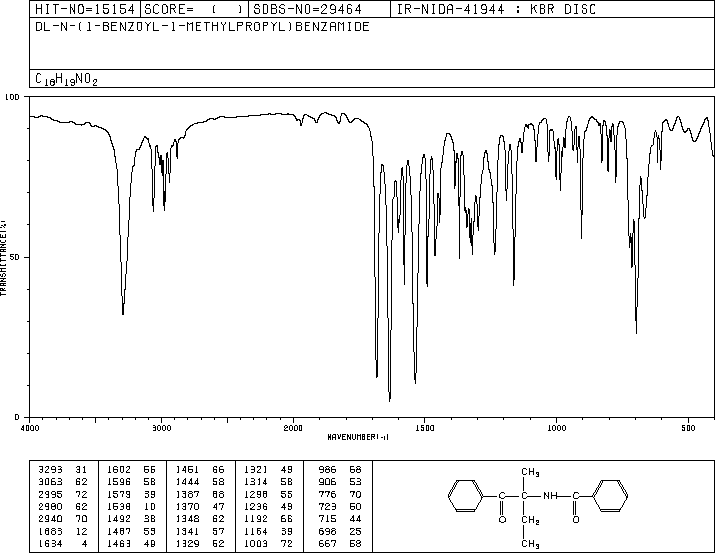 HIT-NO=15154 SCORE= ( ) SDBS-NO=29464 IR-NIDA-41944 : KBR DISC
DL-N-(1-BENZOYL-1-METHYLPROPYL)BENZAMIDE
C18H19NO2
100
50
0
TRANSMITTANCE(%)
4000 3000 2000 1500 1000 500
WAVENUMBER(-1)
3293 31 1602 55 1451 66 1321 49 986 68
3063 62 1596 58 1444 58 1314 58 906 53
2995 72 1579 39 1387 68 1298 55 776 70
2980 62 1538 10 1370 47 1236 49 723 50
2940 70 1492 38 1348 62 1192 66 715 44
1683 12 1487 59 1341 57 1164 39 698 25
1634 4 1463 49 1329 52 1003 72 667 58
CH3
C C NH C
O CH2 O
CH3